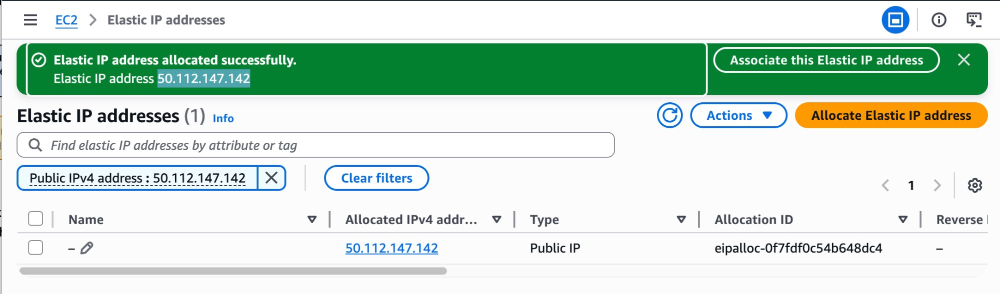 EC2 > Elastic IP addresses
Elastic IP address allocated successfully.
Elastic IP address 50.112.147.142
Associate this Elastic IP address
Elastic IP addresses (1) Info
Actions
Allocate Elastic IP address
Find elastic IP addresses by attribute or tag
Public IPv4 address : 50.112.147.142
Clear filters
1
Name Allocated IPv4 addr... Type Allocation ID Reverse
– 50.112.147.142 Public IP eipalloc-0f7fdf0c54b648dc4 –